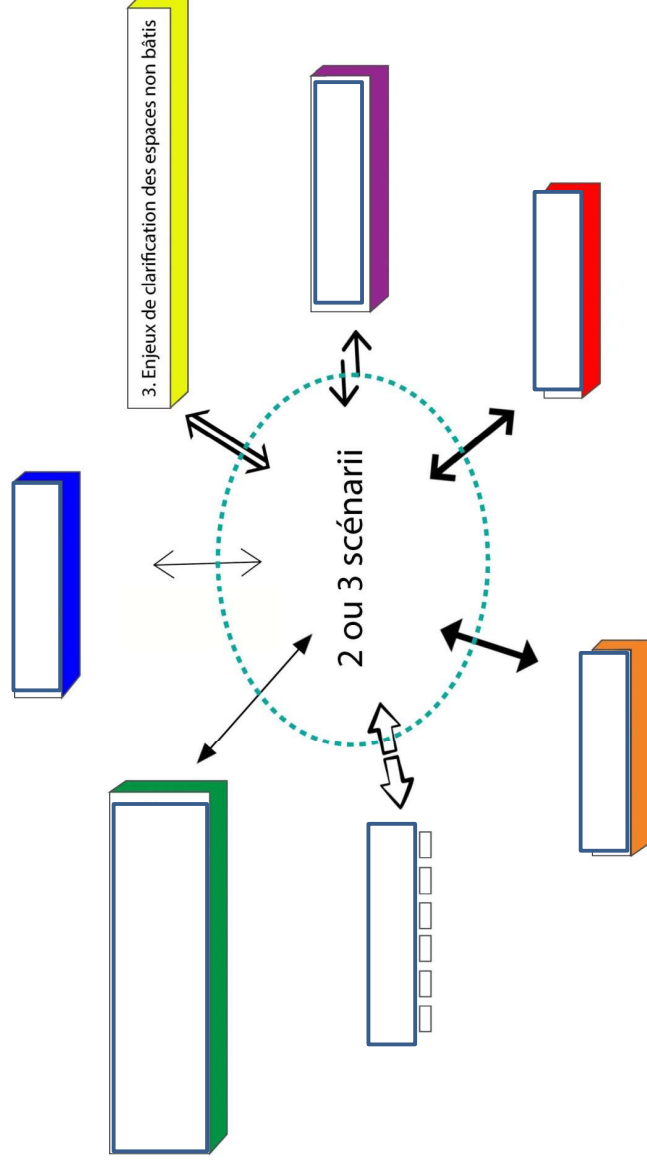 3. Enjeux de clarification des espaces non bâtis
2 ou 3 scénarii